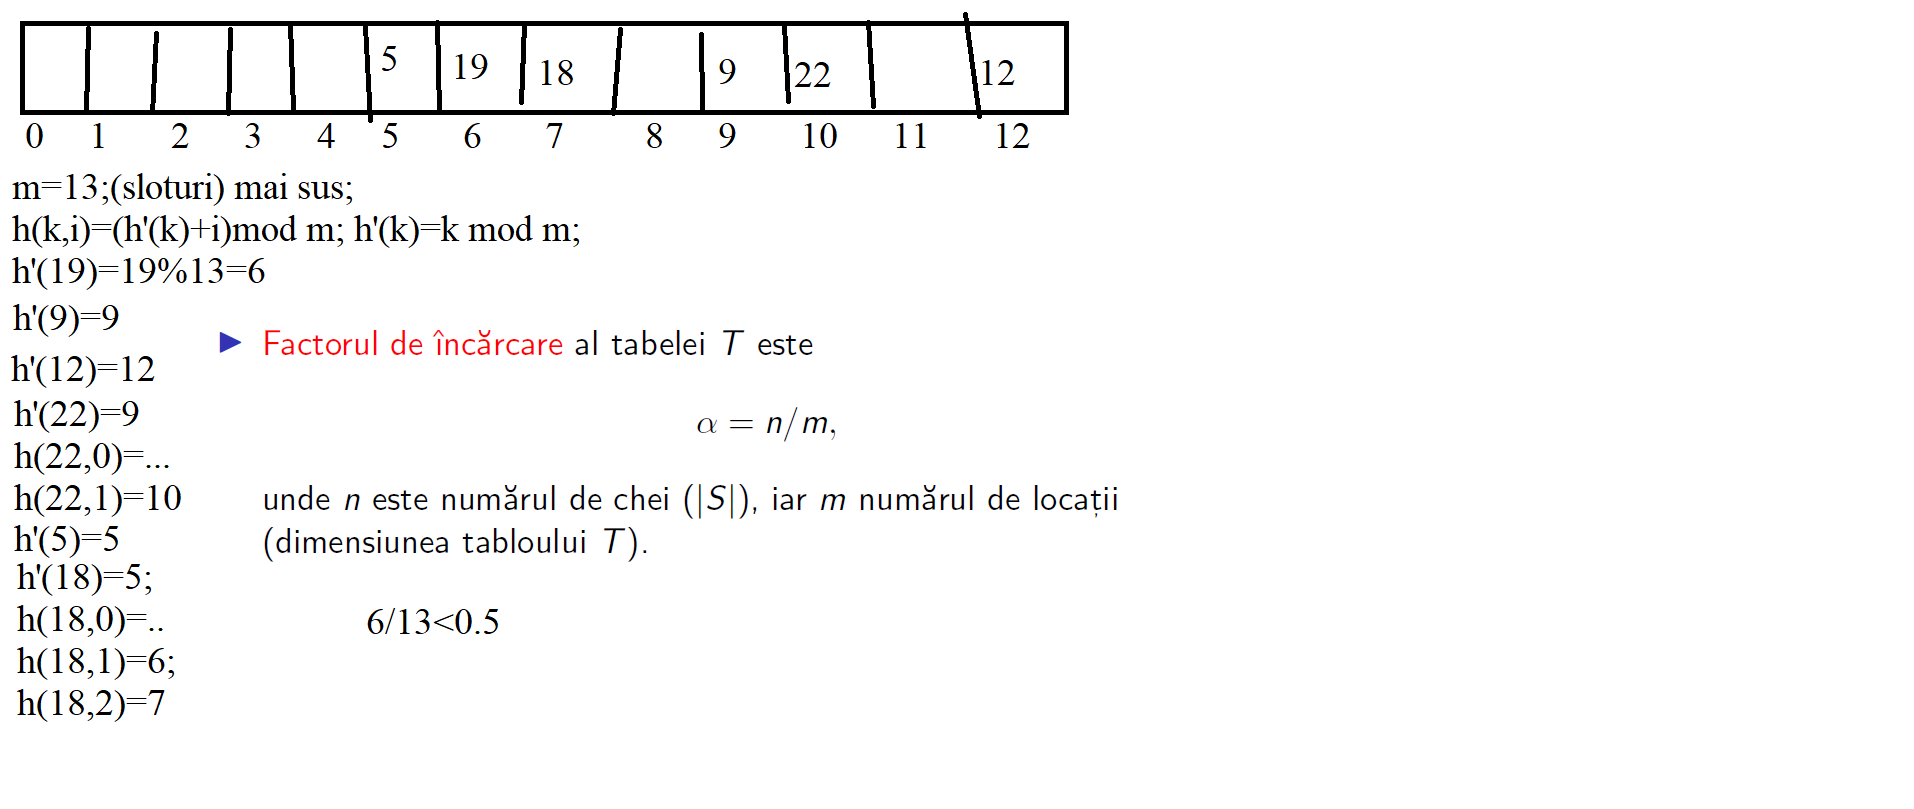 5 19 18 9 22 12
0 1 2 3 4 5 6 7 8 9 10 11 12
m=13;(sloturi) mai sus;
h(k,i)=(h'(k)+i)mod m; h'(k)=k mod m;
h'(19)=19%13=6
h'(9)=9
h'(12)=12
h'(22)=9
h(22,0)=...
h(22,1)=10
h'(5)=5
h'(18)=5;
h(18,0)=..
h(18,1)=6;
h(18,2)=7
Factorul de încărcare al tabelei T este
α = n/m,
unde n este numărul de chei (|S|), iar m numărul de locații
(dimensiunea tabloului T).
6/13<0.5